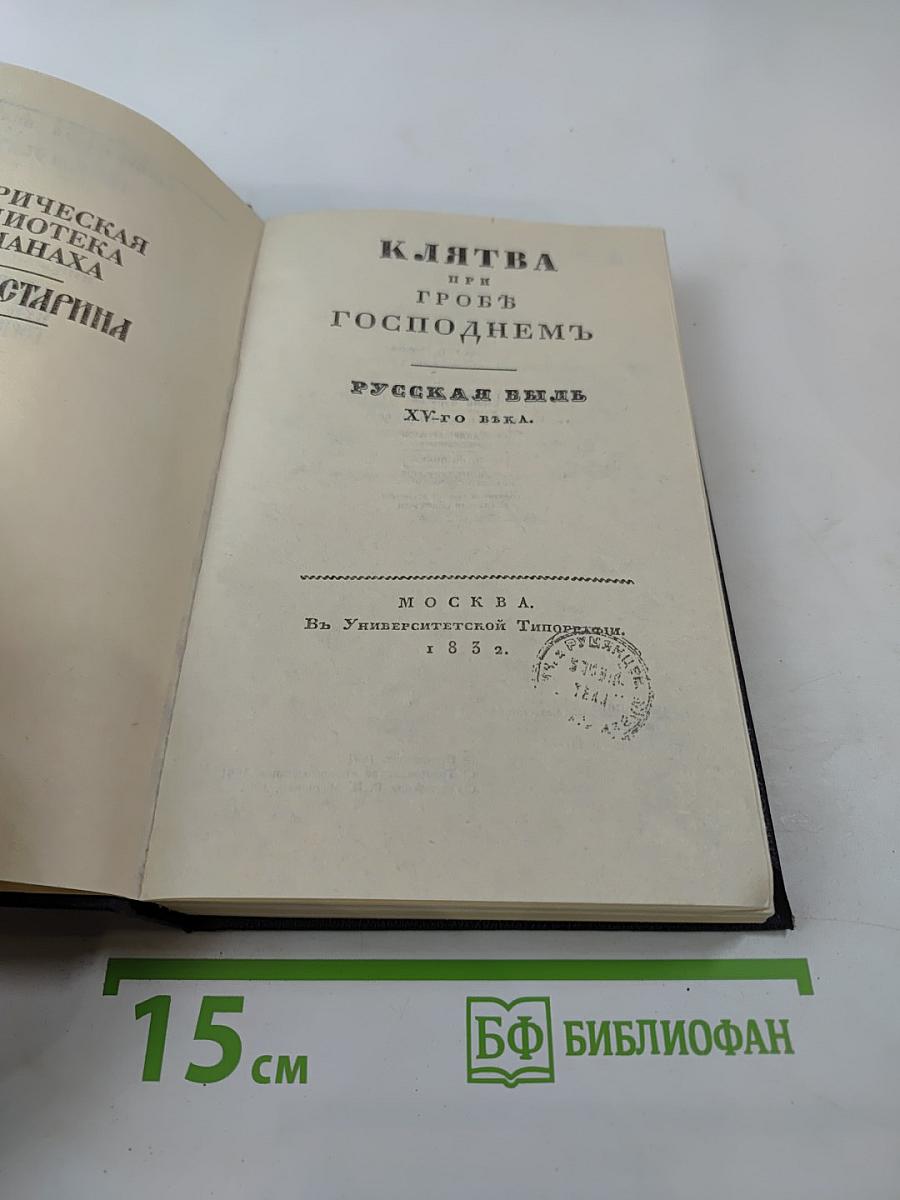 РИЧЕСКАЯ
ИОТЕКА
МАНАХА
СТАРИНА
КЛЯТВА
ПРИ
ГРОБѢ
ГОСПОДНЕМЪ
РУССКАЯ БЫЛЬ
XV-ГО ВѢКА.
МОСКВА.
Въ Университетской Типографіи.
1832.
РУМЯНЦЕВ
15 см
БФ БИБЛИОФАН